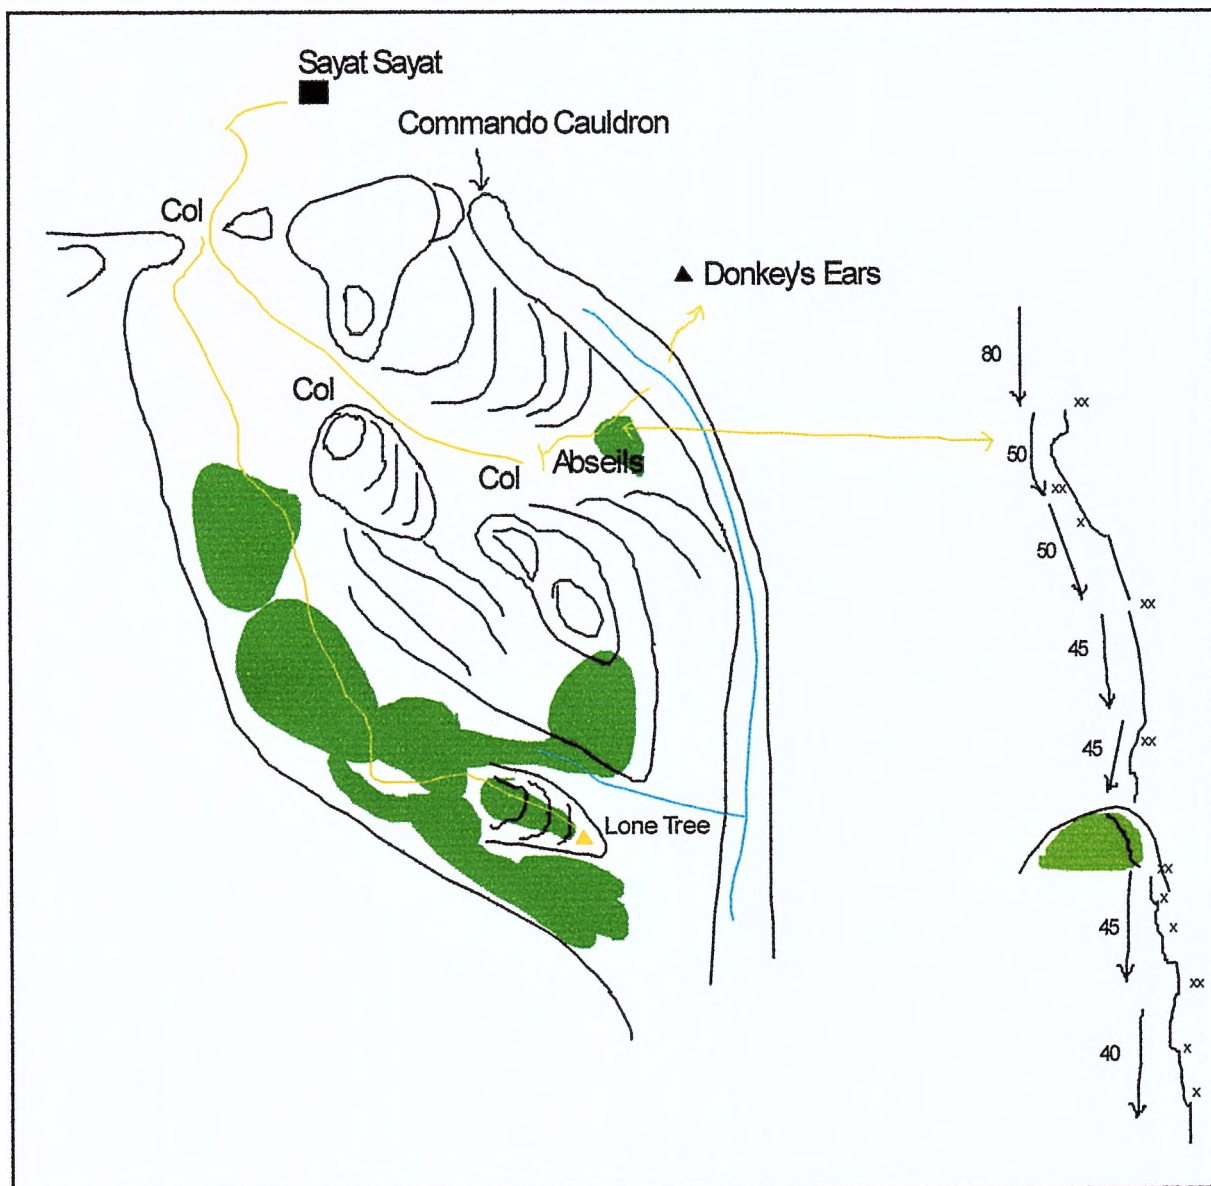 Sayat Sayat
Commando Cauldron
Col
Donkey's Ears
Col
Col
Abseils
Lone Tree
80
xx
50
xx
x
50
xx
45
45
xx
xx
x
45
x
xx
40
x
x